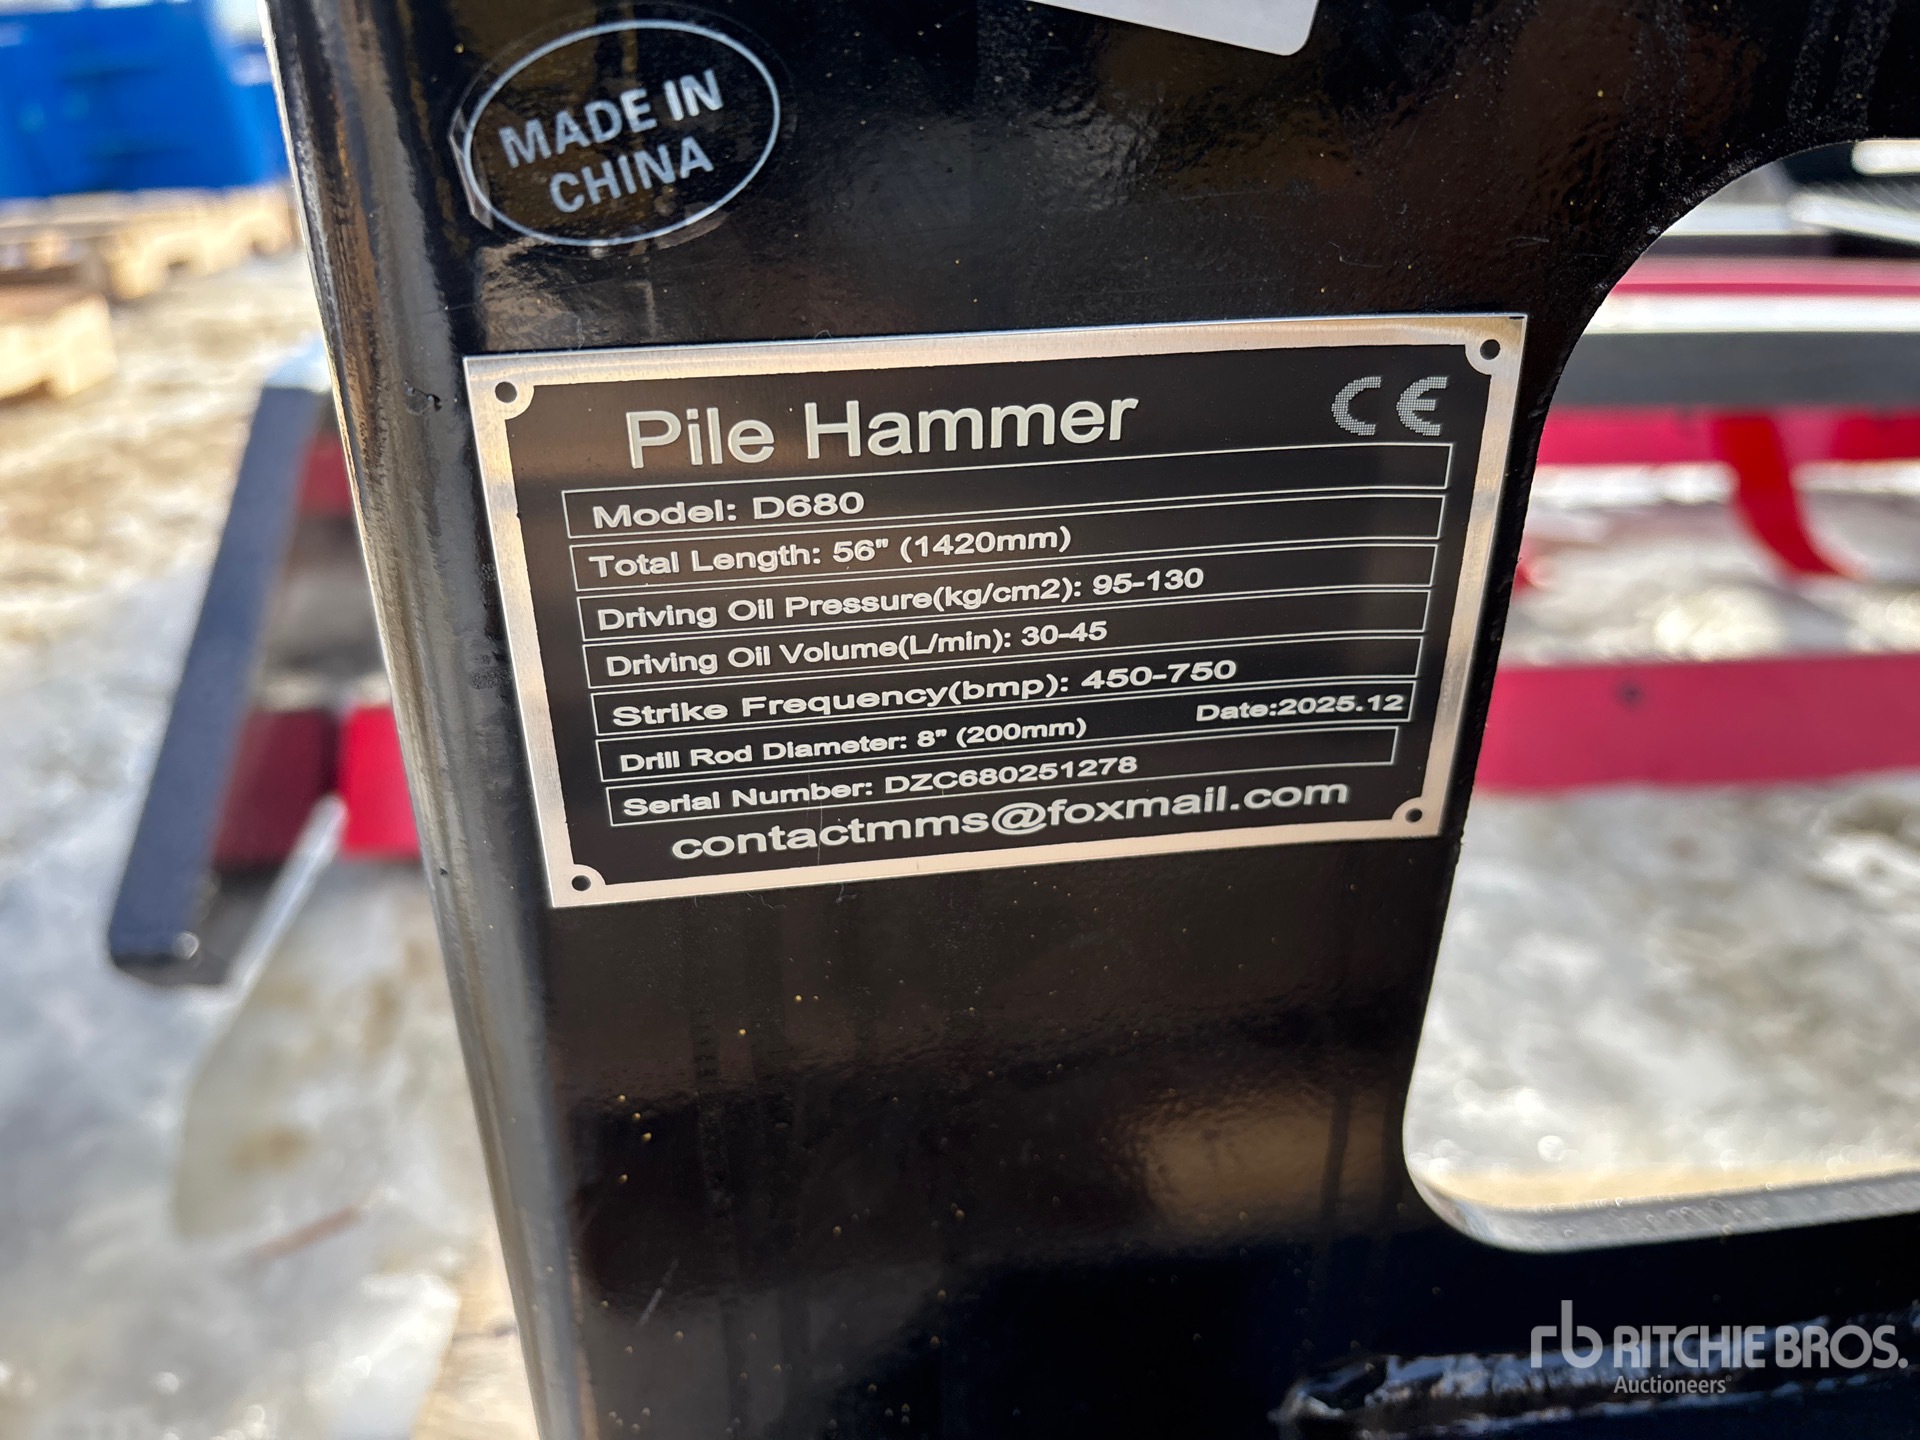 MADE IN
CHINA
Pile Hammer
CE
Model: D680
Total Length: 56" (1420mm)
Driving Oil Pressure(kg/cm2): 95-130
Driving Oil Volume(L/min): 30-45
Strike Frequency(bmp): 450-750
Drill Rod Diameter: 8" (200mm) Date:2025.12
Serial Number: DZC680251278
contactmms@foxmail.com
rb RITCHIE BROS.
Auctioneers